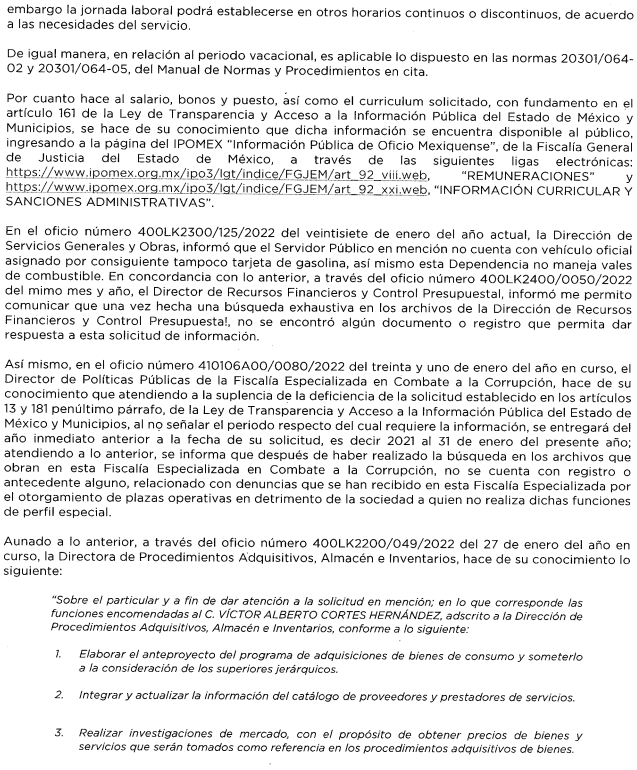 embargo la jornada laboral podrá establecerse en otros horarios continuos o discontinuos, de acuerdo
a las necesidades del servicio.
De igual manera, en relación al periodo vacacional, es aplicable lo dispuesto en las normas 20301/064-
02 y 20301/064-05, del Manual de Normas y Procedimientos en cita.
Por cuanto hace al salario, bonos y puesto, así como el curriculum solicitado, con fundamento en el
artículo 161 de la Ley de Transparencia y Acceso a la Información Pública del Estado de México y
Municipios, se hace de su conocimiento que dicha información se encuentra disponible al público,
ingresando a la página del IPOMEX "Información Pública de Oficio Mexiquense", de la Fiscalía General
de Justicia del Estado de México, a través de las siguientes ligas electrónicas:
https://www.ipomex.org.mx/ipo3/lgt/indice/FGJEM/art_92_viii.web, "REMUNERACIONES" y
https://www.ipomex.org.mx/ipo3/lgt/indice/FGJEM/art_92_xxi.web, "INFORMACIÓN CURRICULAR Y
SANCIONES ADMINISTRATIVAS".
En el oficio número 400LK2300/125/2022 del veintisiete de enero del año actual, la Dirección de
Servicios Generales y Obras, informó que el Servidor Público en mención no cuenta con vehículo oficial
asignado por consiguiente tampoco tarjeta de gasolina, así mismo esta Dependencia no maneja vales
de combustible. En concordancia con lo anterior, a través del oficio número 400LK2400/0050/2022
del mimo mes y año, el Director de Recursos Financieros y Control Presupuestal, informó me permito
comunicar que una vez hecha una búsqueda exhaustiva en los archivos de la Dirección de Recursos
Financieros y Control Presupuestal, no se encontró algún documento o registro que permita dar
respuesta a esta solicitud de información.
Así mismo, en el oficio número 410106A00/0080/2022 del treinta y uno de enero del año en curso, el
Director de Políticas Públicas de la Fiscalía Especializada en Combate a la Corrupción, hace de su
conocimiento que atendiendo a la suplencia de la deficiencia de la solicitud establecido en los artículos
13 y 181 penúltimo párrafo, de la Ley de Transparencia y Acceso a la Información Pública del Estado de
México y Municipios, al no señalar el periodo respecto del cual requiere la información, se entregará del
año inmediato anterior a la fecha de su solicitud, es decir 2021 al 31 de enero del presente año;
atendiendo a lo anterior, se informa que después de haber realizado la búsqueda en los archivos que
obran en esta Fiscalía Especializada en Combate a la Corrupción, no se cuenta con registro o
antecedente alguno, relacionado con denuncias que se han recibido en esta Fiscalía Especializada por
el otorgamiento de plazas operativas en detrimento de la sociedad a quien no realiza dichas funciones
de perfil especial.
Aunado a lo anterior, a través del oficio número 400LK2200/049/2022 del 27 de enero del año en
curso, la Directora de Procedimientos Adquisitivos, Almacén e Inventarios, hace de su conocimiento lo
siguiente:
"Sobre el particular y a fin de dar atención a la solicitud en mención; en lo que corresponde las
funciones encomendadas al C. VÍCTOR ALBERTO CORTES HERNÁNDEZ, adscrito a la Dirección de
Procedimientos Adquisitivos, Almacén e Inventarios, conforme a lo siguiente:
1. Elaborar el anteproyecto del programa de adquisiciones de bienes de consumo y someterlo
a la consideración de los superiores jerárquicos.
2. Integrar y actualizar la información del catálogo de proveedores y prestadores de servicios.
3. Realizar investigaciones de mercado, con el propósito de obtener precios de bienes y
servicios que serán tomados como referencia en los procedimientos adquisitivos de bienes.